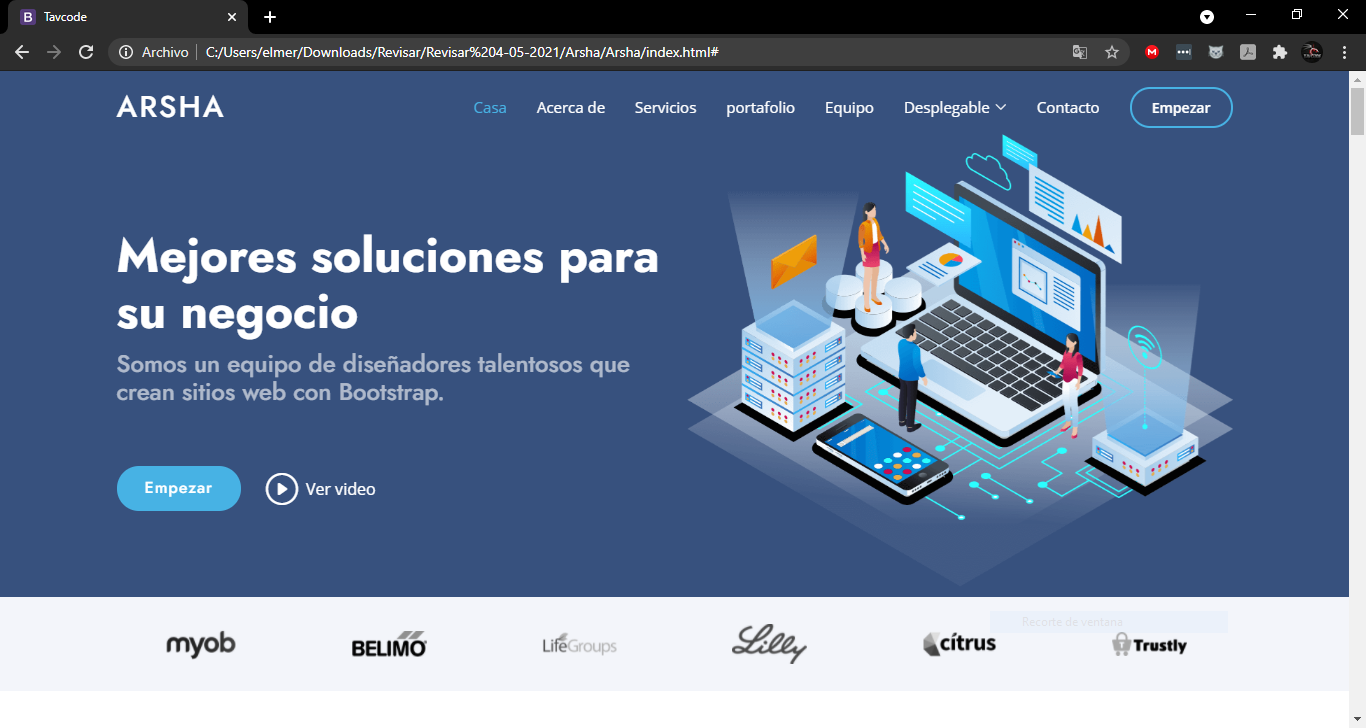 B Tavcode
Archivo C:/Users/elmer/Downloads/Revisar/Revisar%204-05-2021/Arsha/Arsha/index.html#
ARSHA
Casa Acerca de Servicios portafolio Equipo Desplegable Contacto Empezar
Mejores soluciones para
su negocio
Somos un equipo de diseñadores talentosos que
crean sitios web con Bootstrap.
Empezar Ver video
Recorte de ventana
myob BELIMO LifeGroups Lilly cítrus Trustly